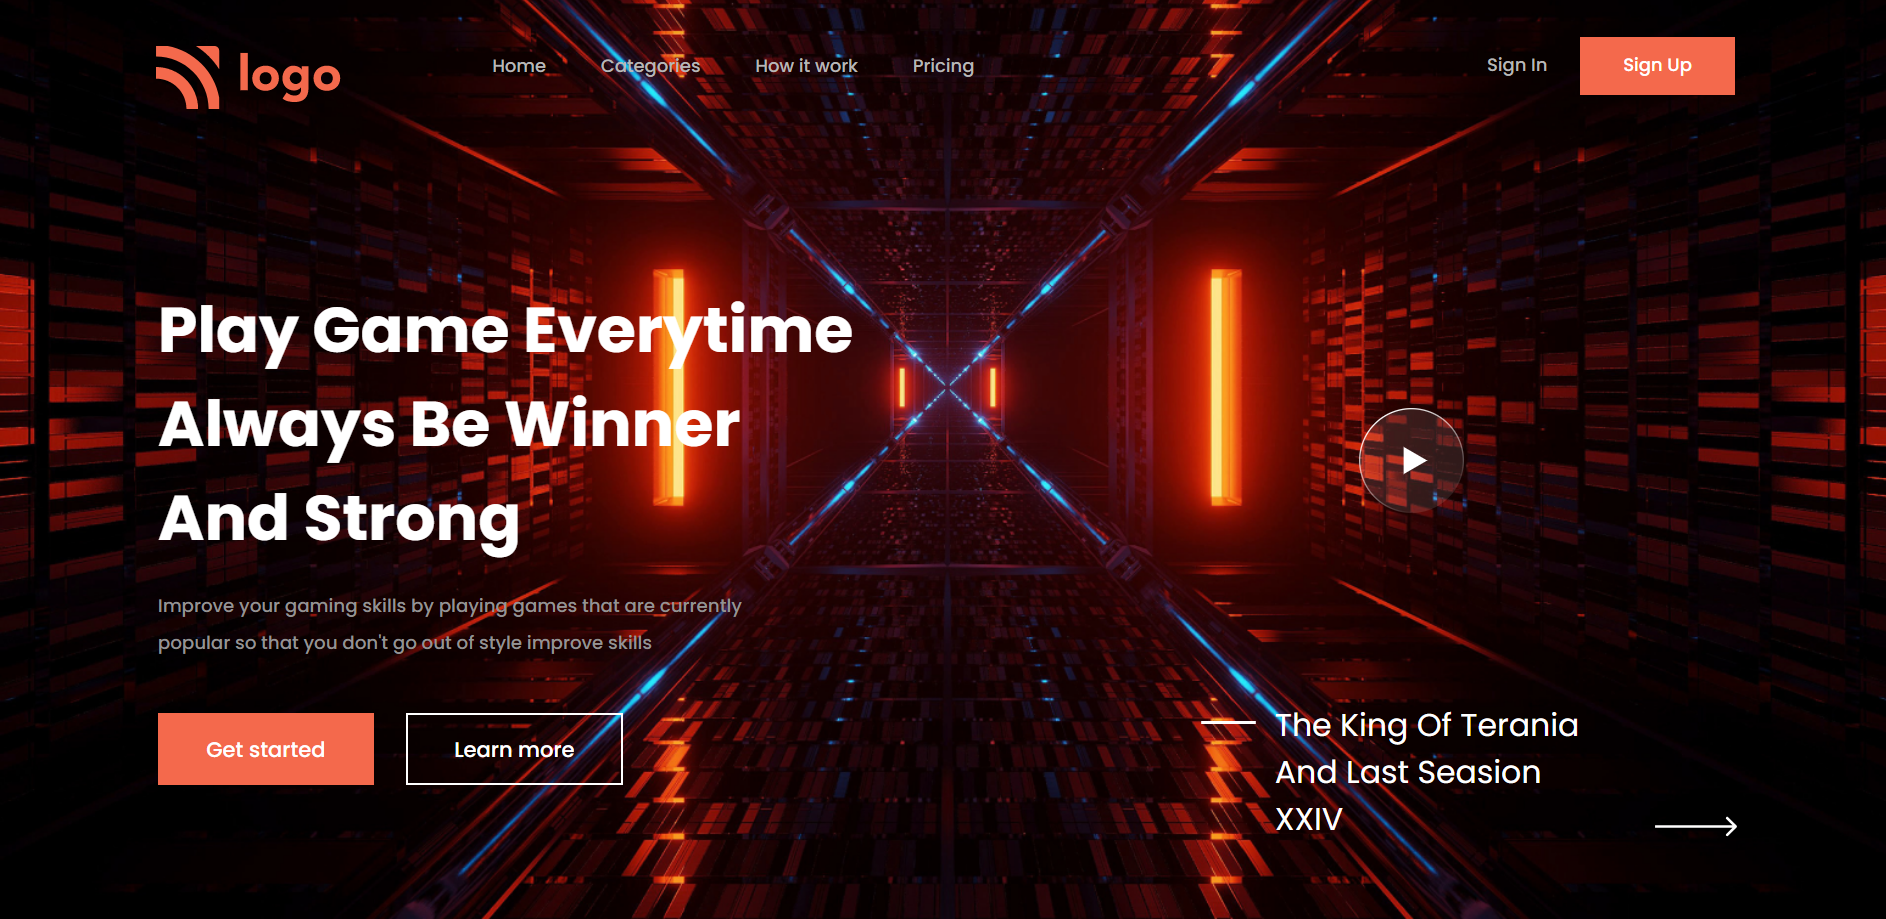 logo
Home
Categories
How it work
Pricing
Sign In
Sign Up
Play Game Everytime
Always Be Winner
And Strong
Improve your gaming skills by playing games that are currently
popular so that you don't go out of style improve skills
Get started
Learn more
The King Of Terania
And Last Seasion
XXIV